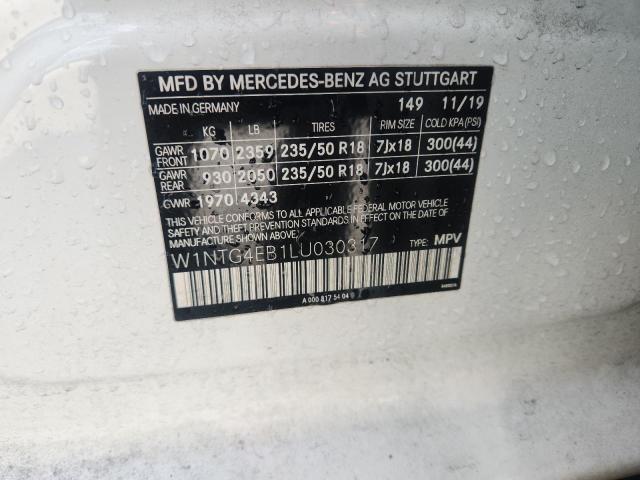 MFD BY MERCEDES-BENZ AG STUTTGART
MADE IN GERMANY 149 11/19
KG LB TIRES RIM SIZE COLD KPA (PSI)
GAWR FRONT 1070 2359 235/50 R18 7Jx18 300(44)
GAWR REAR 930 2050 235/50 R18 7Jx18 300(44)
GVWR 1970 4343
THIS VEHICLE CONFORMS TO ALL APPLICABLE FEDERAL MOTOR VEHICLE
SAFETY AND THEFT PREVENTION STANDARDS IN EFFECT ON THE DATE OF
MANUFACTURE SHOWN ABOVE.
W1NTG4EB1LU030317 TYPE: MPV
A 000 817 54 04